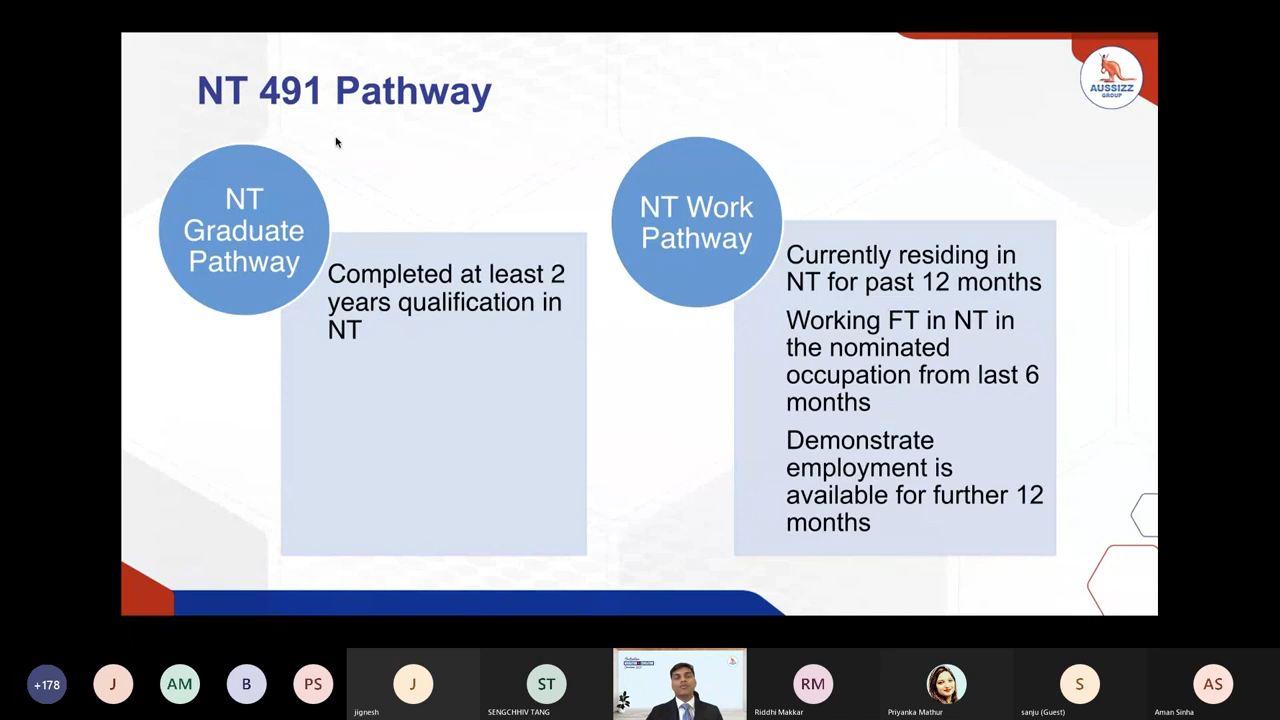 NT 491 Pathway
AUSSIZZ
GROUP
NT
Graduate
Pathway
Completed at least 2
years qualification in
NT
NT Work
Pathway
Currently residing in
NT for past 12 months
Working FT in NT in
the nominated
occupation from last 6
months
Demonstrate
employment is
available for further 12
months
+178
J
AM
B
PS
J
jignesh
ST
SENGCHHIV TANG
RM
Riddhi Makkar
Priyanka Mathur
S
sanju (Guest)
AS
Aman Sinha